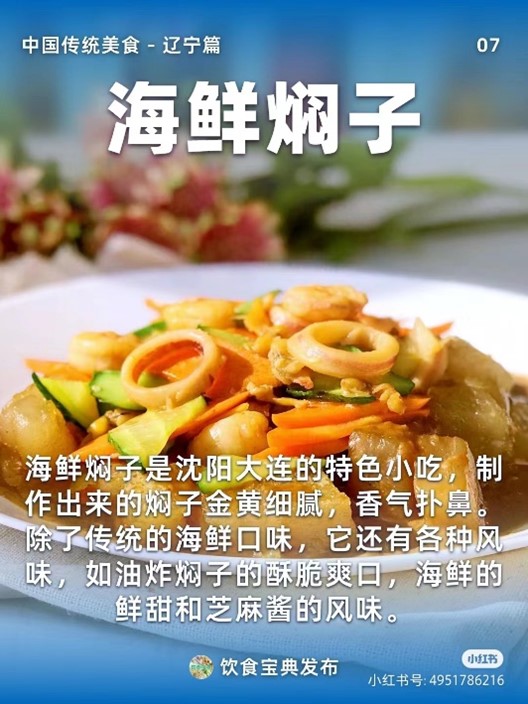 中国传统美食 - 辽宁篇
07
海鲜焖子
海鲜焖子是沈阳大连的特色小吃，制
作出来的焖子金黄细腻，香气扑鼻。
除了传统的海鲜口味，它还有各种风
味，如油炸焖子的酥脆爽口，海鲜的
鲜甜和芝麻酱的风味。
饮食宝典发布
小红书
小红书号: 4951786216